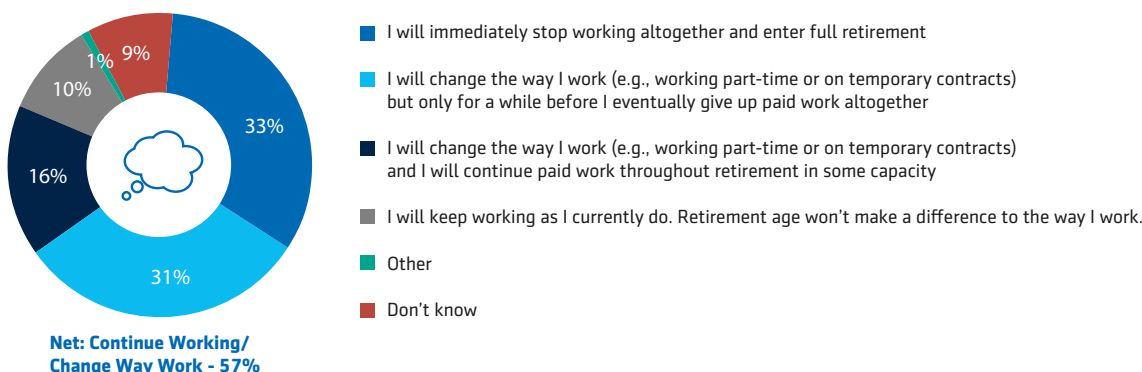 9%
1%
10%
33%
16%
31%
Net: Continue Working/
Change Way Work - 57%
I will immediately stop working altogether and enter full retirement
I will change the way I work (e.g., working part-time or on temporary contracts)
but only for a while before I eventually give up paid work altogether
I will change the way I work (e.g., working part-time or on temporary contracts)
and I will continue paid work throughout retirement in some capacity
I will keep working as I currently do. Retirement age won't make a difference to the way I work.
Other
Don't know